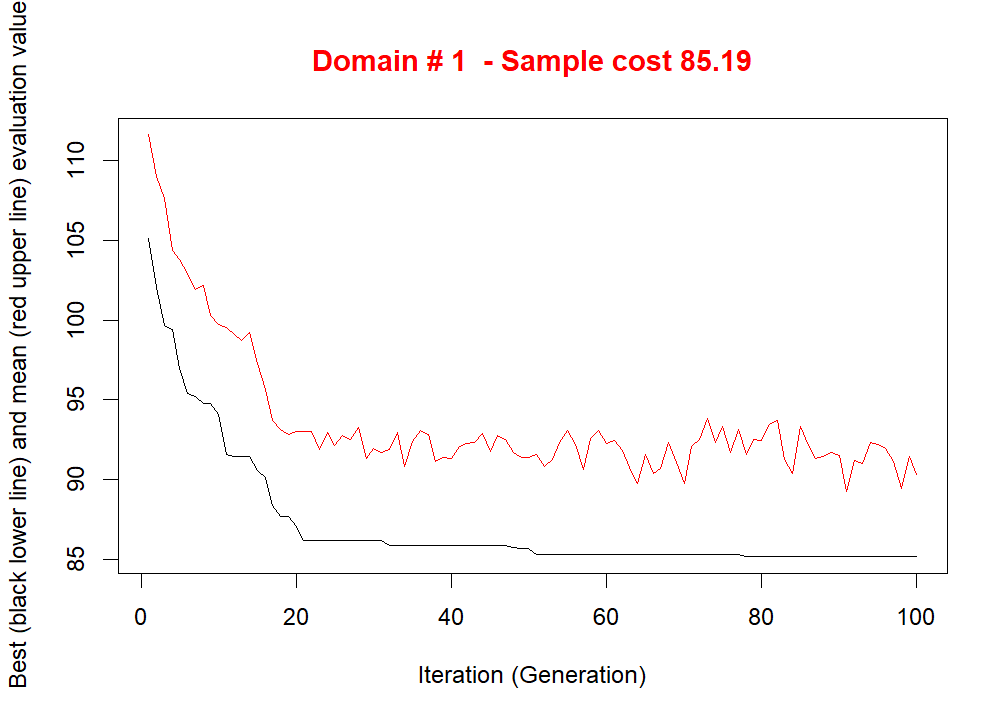 Domain # 1  - Sample cost 85.19
Best (black lower line) and mean (red upper line) evaluation value
110
105
100
95
90
85
0 20 40 60 80 100
Iteration (Generation)